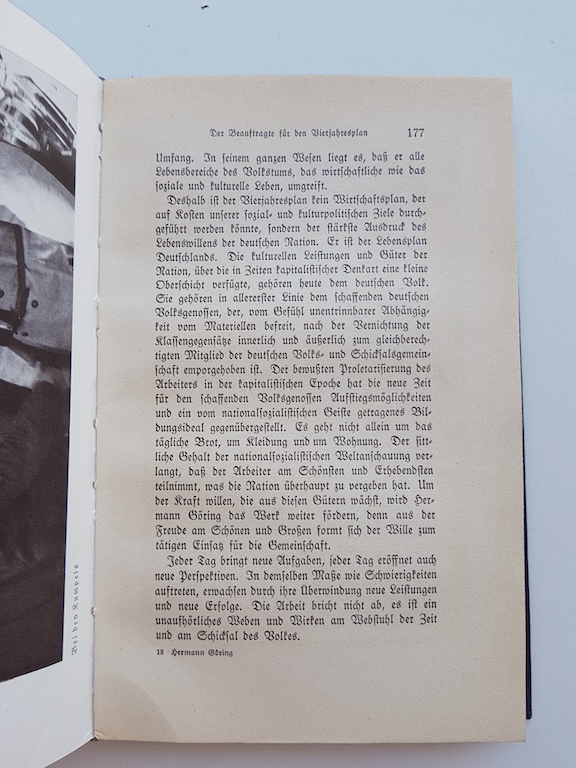 Bei den Kumpels
Der Beauftragte für den Vierjahresplan 177
Umfang. In seinem ganzen Wesen liegt es, daß er alle
Lebensbereiche des Volkstums, das wirtschaftliche wie das
soziale und kulturelle Leben, umgreift.
Deshalb ist der Vierjahresplan kein Wirtschaftsplan, der
auf Kosten unserer sozial- und kulturpolitischen Ziele durch-
geführt werden könnte, sondern der stärkste Ausdruck des
Lebenswillens der deutschen Nation. Er ist der Lebensplan
Deutschlands. Die kulturellen Leistungen und Güter der
Nation, über die in Zeiten kapitalistischer Denkart eine kleine
Oberschicht verfügte, gehören heute dem deutschen Volk.
Sie gehören in allererster Linie dem schaffenden deutschen
Volksgenossen, der, vom Gefühl unentrinnbarer Abhängig-
keit vom Materiellen befreit, nach der Vernichtung der
Klassengegensätze innerlich und äußerlich zum gleichberech-
tigten Mitglied der deutschen Volks- und Schicksalsgemein-
schaft emporgehoben ist. Der bewußten Proletarisierung des
Arbeiters in der kapitalistischen Epoche hat die neue Zeit
für den schaffenden Volksgenossen Aufstiegsmöglichkeiten
und ein vom nationalsozialistischen Geiste getragenes Bil-
dungsideal gegenübergestellt. Es geht nicht allein um das
tägliche Brot, um Kleidung und um Wohnung. Der sitt-
liche Gehalt der nationalsozialistischen Weltanschauung ver-
langt, daß der Arbeiter am Schönsten und Erhebendsten
teilnimmt, was die Nation überhaupt zu vergeben hat. Um
der Kraft willen, die aus diesen Gütern wächst, wird Her-
mann Göring das Werk weiter fördern, denn aus der
Freude am Schönen und Großen formt sich der Wille zum
tätigen Einsatz für die Gemeinschaft.
Jeder Tag bringt neue Aufgaben, jeder Tag eröffnet auch
neue Perspektiven. In demselben Maße wie Schwierigkeiten
auftreten, erwachsen durch ihre Überwindung neue Leistungen
und neue Erfolge. Die Arbeit bricht nicht ab, es ist ein
unaufhörliches Weben und Wirken am Webstuhl der Zeit
und am Schicksal des Volkes.
12 Hermann Göring